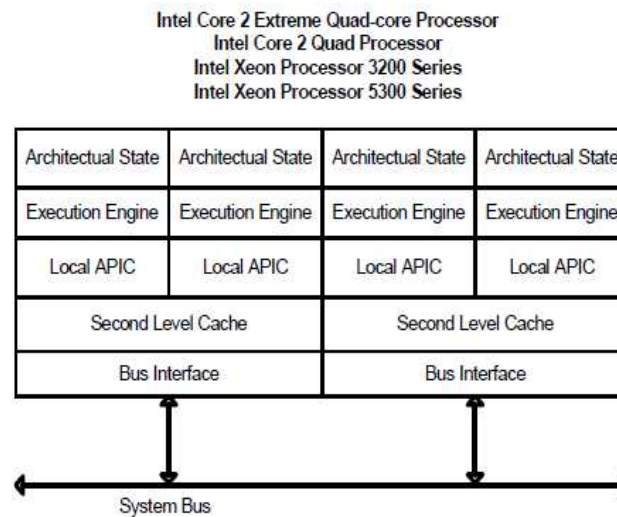 Intel Core 2 Extreme Quad-core Processor
Intel Core 2 Quad Processor
Intel Xeon Processor 3200 Series
Intel Xeon Processor 5300 Series
Architectual State Architectual State Architectual State Architectual State
Execution Engine Execution Engine Execution Engine Execution Engine
Local APIC Local APIC Local APIC Local APIC
Second Level Cache Second Level Cache
Bus Interface Bus Interface
System Bus